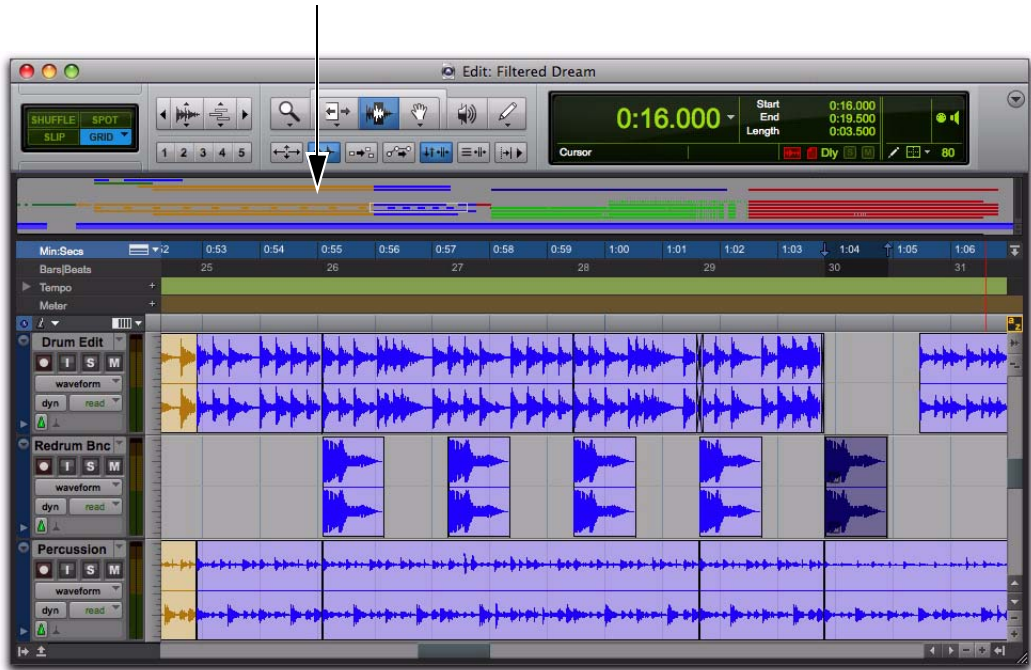 Edit: Filtered Dream
SHUFFLE SPOT
SLIP GRID
1 2 3 4 5
0:16.000
Start 0:16.000
End 0:19.500
Length 0:03.500
Cursor
Dly S M
80
Min:Secs 52 0:53 0:54 0:55 0:56 0:57 0:58 0:59 1:00 1:01 1:02 1:03 1:04 1:05 1:06
Bars|Beats 25 26 27 28 29 30 31
Tempo +
Meter +
a z
Drum Edit
I S M
waveform
dyn read
Redrum Bnc
I S M
waveform
dyn read
Percussion
I S M
waveform
dyn read